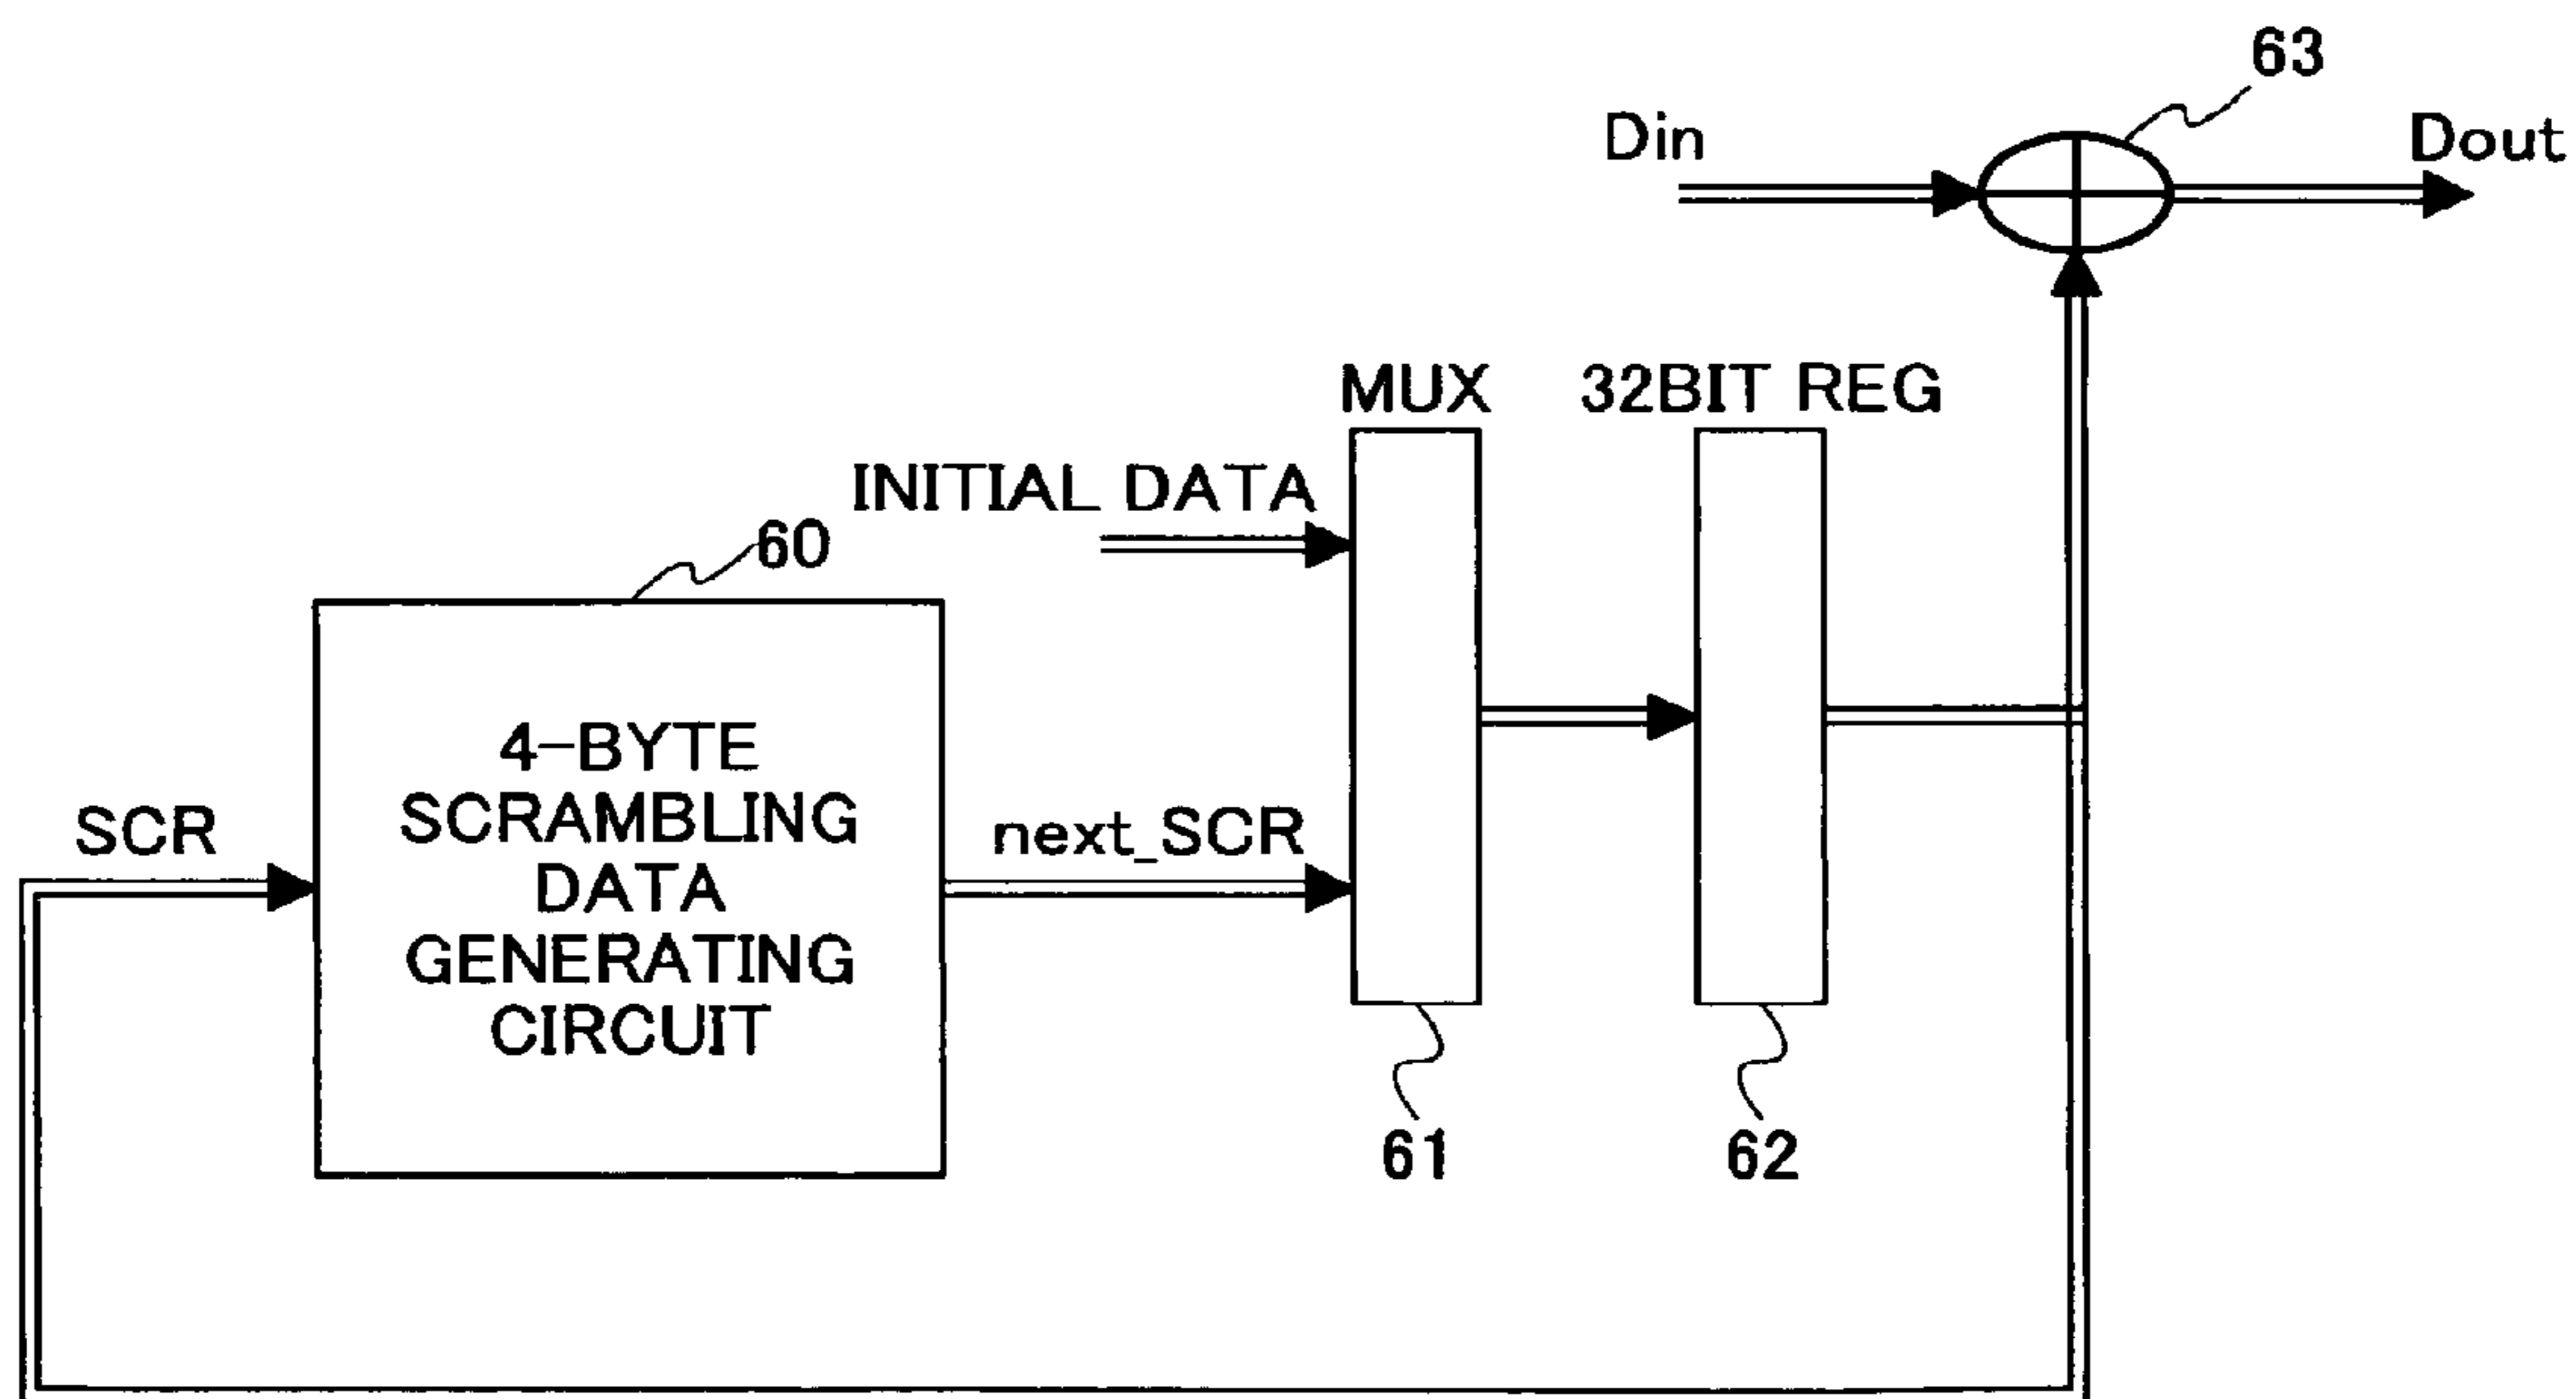 63
Din
Dout
MUX
32BIT REG
INITIAL DATA
60
4-BYTE
SCRAMBLING
DATA
GENERATING
CIRCUIT
SCR
next_SCR
61
62